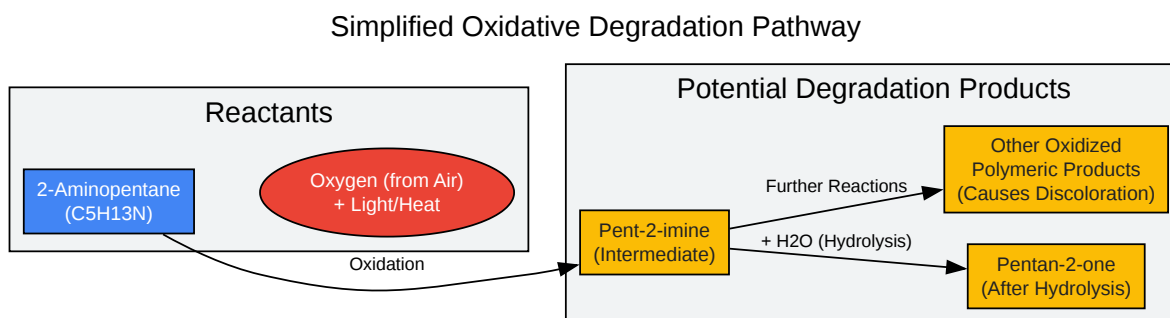 Simplified Oxidative Degradation Pathway
Reactants
2-Aminopentane
(C5H13N)
Oxygen (from Air)
+ Light/Heat
Oxidation
Potential Degradation Products
Pent-2-imine
(Intermediate)
Further Reactions
Other Oxidized
Polymeric Products
(Causes Discoloration)
+ H2O (Hydrolysis)
Pentan-2-one
(After Hydrolysis)